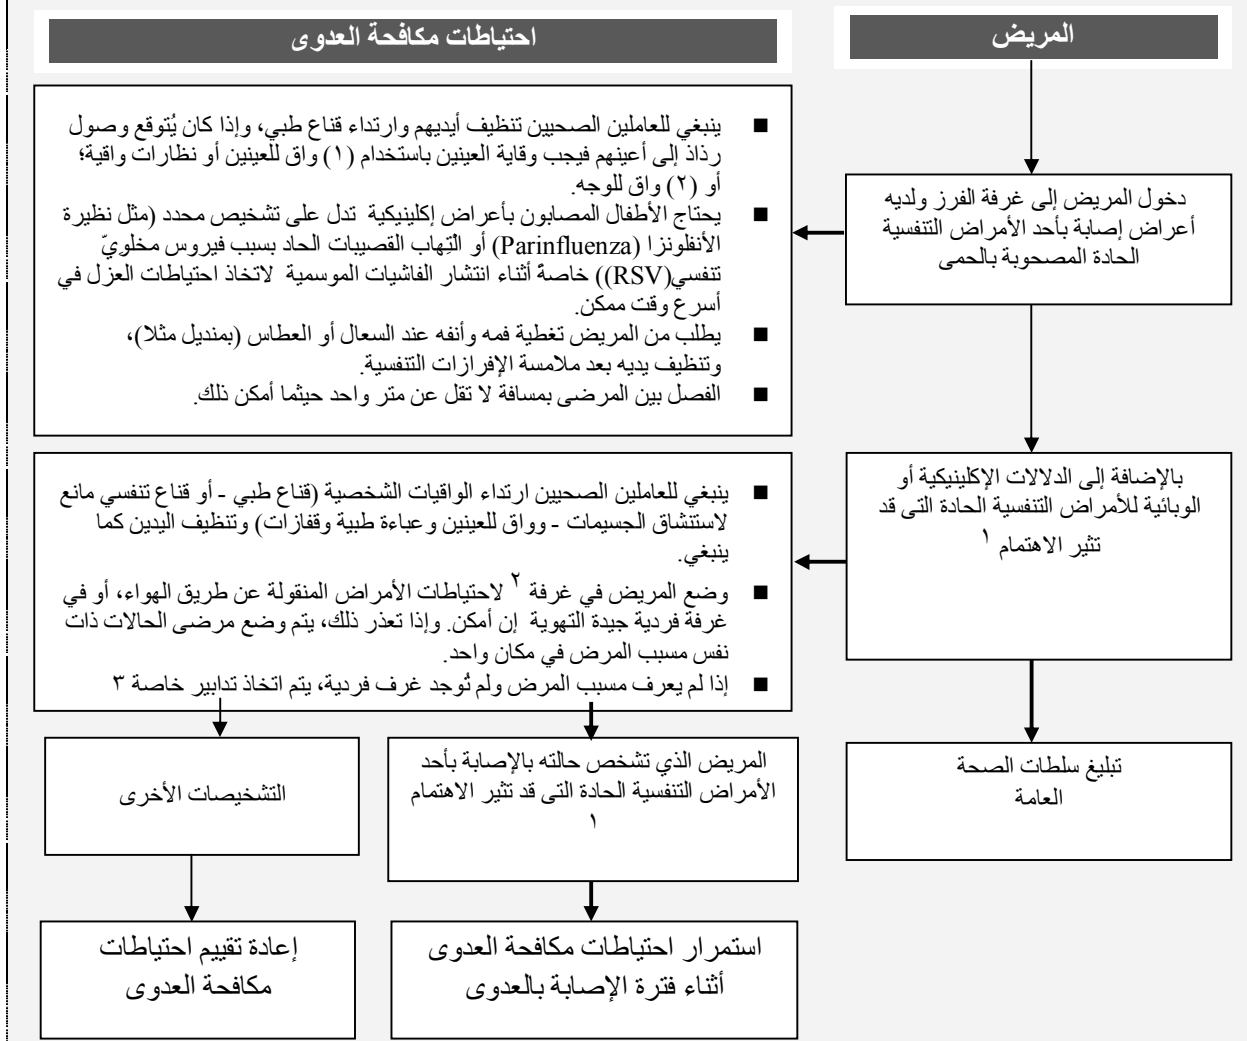 المريض
احتياطات مكافحة العدوى
دخول المريض إلى غرفة الفرز ولديه
أعراض إصابة بأحد الأمراض التنفسية
الحادة المصحوبة بالحمى
■ ينبغي للعاملين الصحيين تنظيف أيديهم وارتداء قناع طبي، وإذا كان يُتوقع وصول
رذاذ إلى أعينهم فيجب وقاية العينين باستخدام (١) واق للعينين أو نظارات واقية؛
أو (٢) واق للوجه.
■ يحتاج الأطفال المصابون بأعراض إكلينيكية تدل على تشخيص محدد (مثل نظيرة
الأنفلونزا (Parinfluenza) أو الْتِهاب القصيبات الحاد بسبب فيروس مخلويّ
تنفسي(RSV)) خاصةً أثناء انتشار الفاشيات الموسمية لاتخاذ احتياطات العزل في
أسرع وقت ممكن.
■ يطلب من المريض تغطية فمه وأنفه عند السعال أو العطاس (بمنديل مثلا)،
وتنظيف يديه بعد ملامسة الإفرازات التنفسية.
■ الفصل بين المرضى بمسافة لا تقل عن متر واحد حيثما أمكن ذلك.
بالإضافة إلى الدلالات الإكلينيكية أو
الوبائية للأمراض التنفسية الحادة التى قد
تثير الاهتمام ١
■ ينبغي للعاملين الصحيين ارتداء الواقيات الشخصية (قناع طبي - أو قناع تنفسي مانع
لاستنشاق الجسيمات - وواق للعينين وعباءة طبية وقفازات) وتنظيف اليدين كما
ينبغي.
■ وضع المريض في غرفة ٢ لاحتياطات الأمراض المنقولة عن طريق الهواء، أو في
غرفة فردية جيدة التهوية إن أمكن. وإذا تعذر ذلك، يتم وضع مرضى الحالات ذات
نفس مسبب المرض في مكان واحد.
■ إذا لم يعرف مسبب المرض ولم تُوجد غرف فردية، يتم اتخاذ تدابير خاصة ٣
تبليغ سلطات الصحة
العامة
المريض الذي تشخص حالته بالإصابة بأحد
الأمراض التنفسية الحادة التى قد تثير الاهتمام
١
التشخيصات الأخرى
استمرار احتياطات مكافحة العدوى
أثناء فترة الإصابة بالعدوى
إعادة تقييم احتياطات
مكافحة العدوى